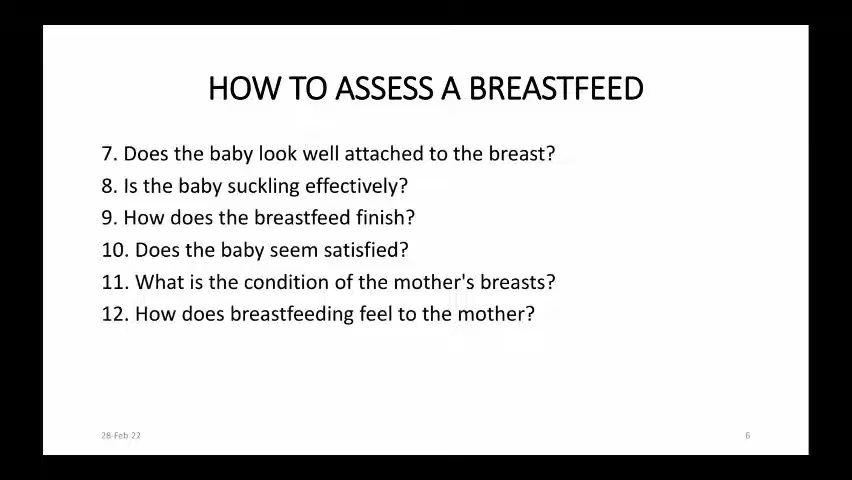 HOW TO ASSESS A BREASTFEED
7. Does the baby look well attached to the breast?
8. Is the baby suckling effectively?
9. How does the breastfeed finish?
10. Does the baby seem satisfied?
11. What is the condition of the mother's breasts?
12. How does breastfeeding feel to the mother?
28-Feb 22
6